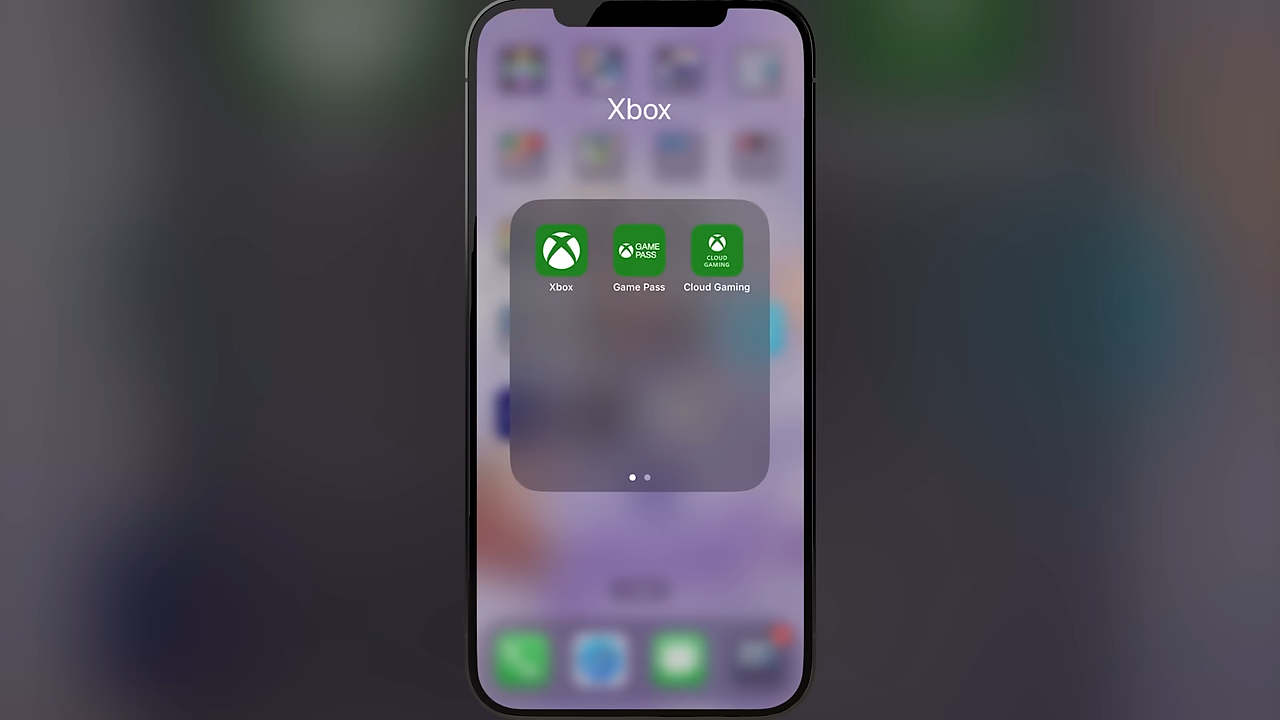 Xbox
GAME
PASS
CLOUD
GAMING
Xbox
Game Pass
Cloud Gaming